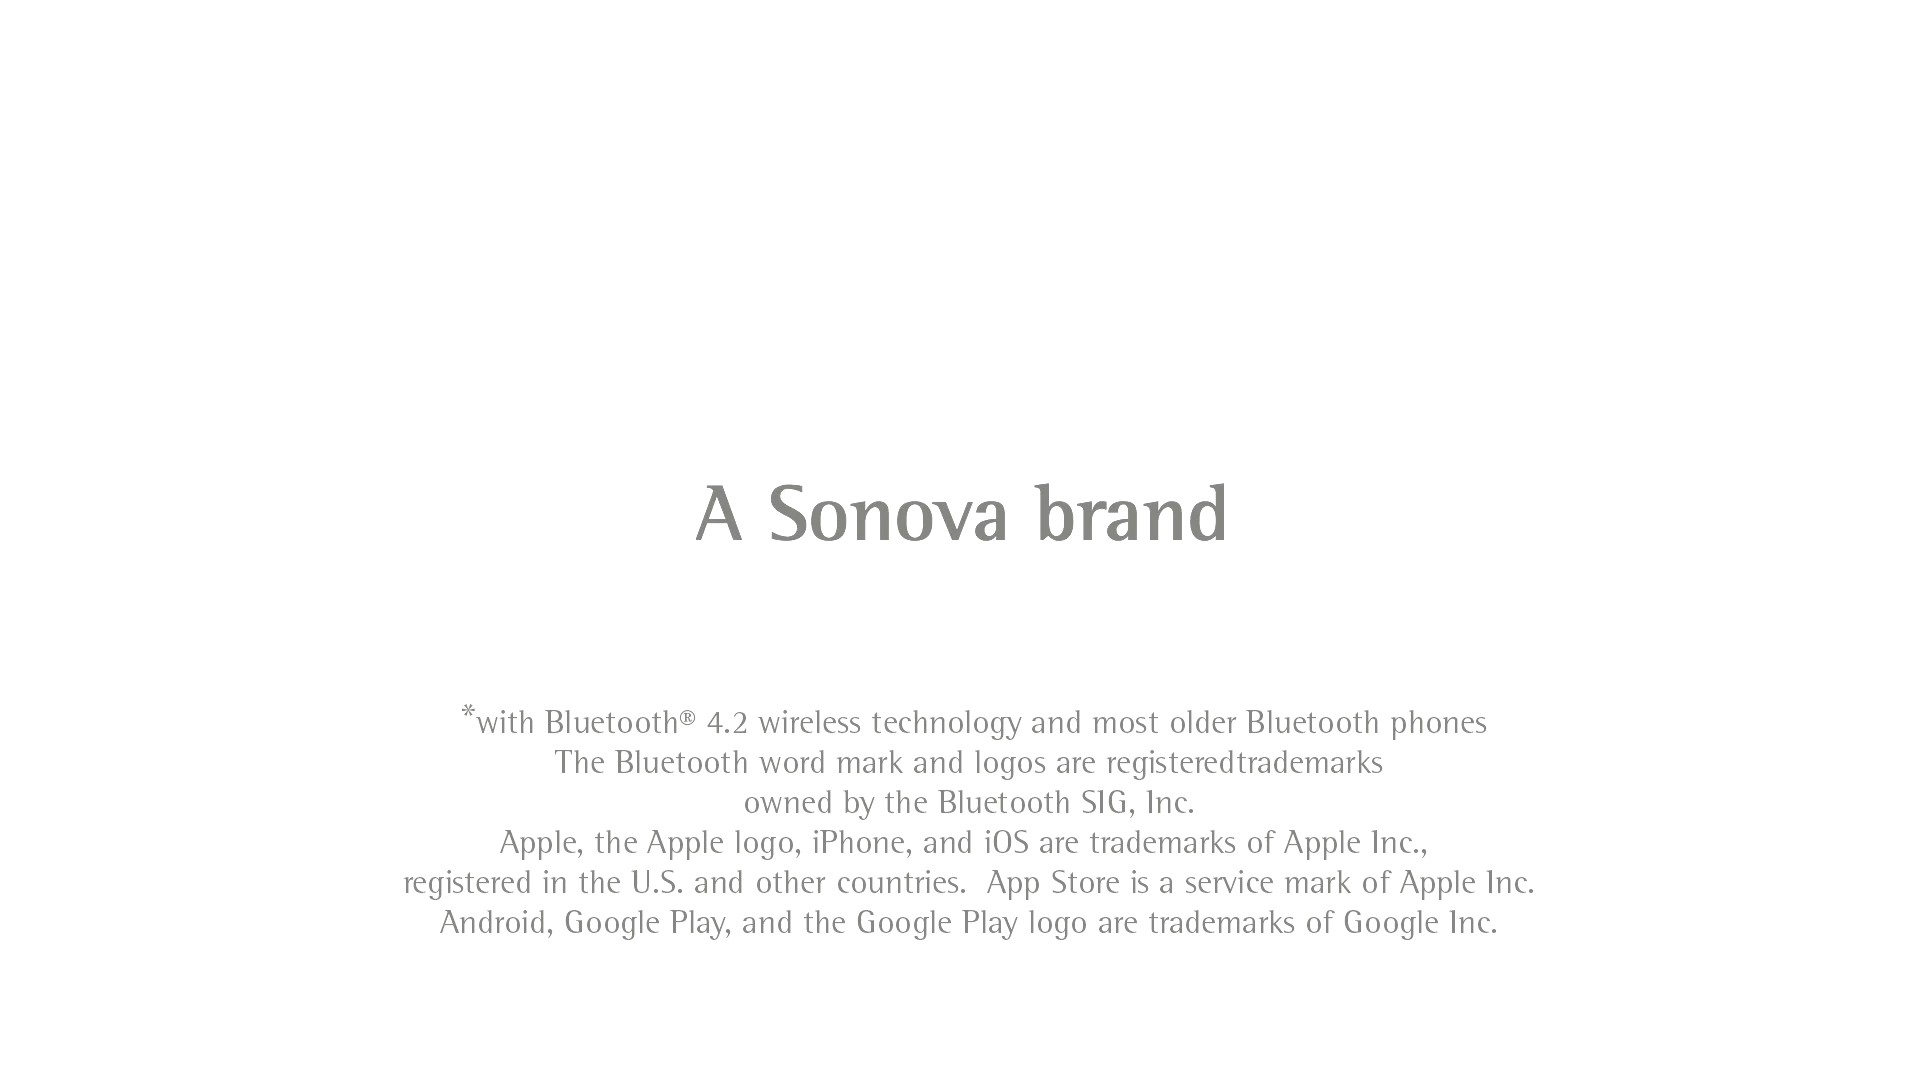 A Sonova brand
*with Bluetooth® 4.2 wireless technology and most older Bluetooth phones
The Bluetooth word mark and logos are registeredtrademarks
owned by the Bluetooth SIG, Inc.
Apple, the Apple logo, iPhone, and iOS are trademarks of Apple Inc.,
registered in the U.S. and other countries.  App Store is a service mark of Apple Inc.
Android, Google Play, and the Google Play logo are trademarks of Google Inc.